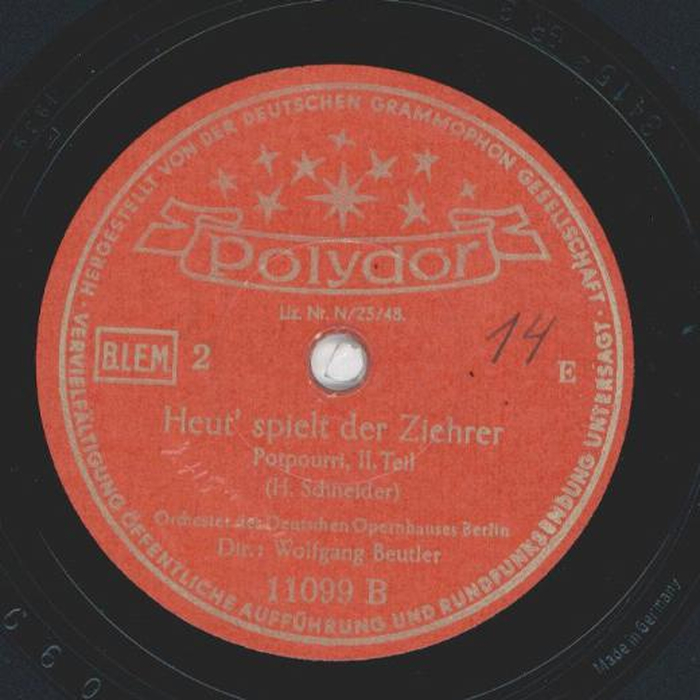 HERGESTELLT VON DER DEUTSCHEN GRAMMOPHON GESELLSCHAFT · VERVIELFÄLTIGUNG ÖFFENTLICHE AUFFÜHRUNG UND RUNDFUNKSENDUNG UNTERSAGT ·
Polydor
Liz. Nr. N/25/48.
14
B.I.E.M. 2
E
Heut' spielt der Ziehrer
Potpourri, II. Teil
(H. Schneider)
Orchester des Deutschen Opernhauses Berlin
Dir.: Wolfgang Beutler
11099 B
Made in Germany